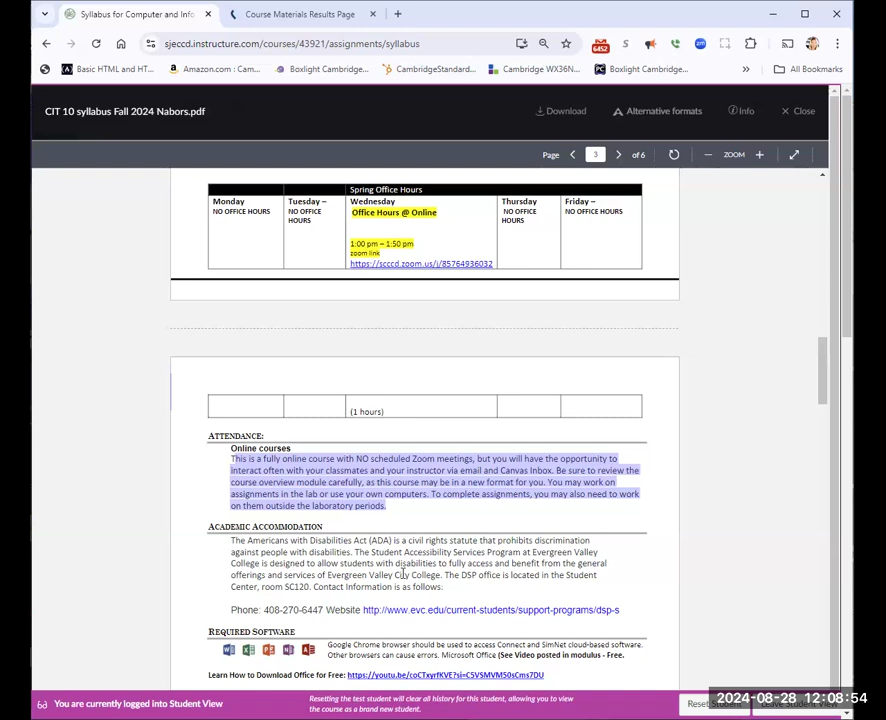 Syllabus for Computer and Info
Course Materials Results Page
sjeccd.instructure.com/courses/43921/assignments/syllabus
6452
Basic HTML and HT...
Amazon.com : Cam...
Boxlight Cambridge...
CambridgeStandard...
Cambridge WX36N...
Boxlight Cambridge...
All Bookmarks
CIT 10 syllabus Fall 2024 Nabors.pdf
Download
Alternative formats
Info
Close
Page 3 of 6
ZOOM
Spring Office Hours
Monday
NO OFFICE HOURS
Tuesday –
NO OFFICE
HOURS
Wednesday
Office Hours @ Online
1:00 pm – 1:50 pm
zoom link
https://scccd.zoom.us/j/85764936032
Thursday
NO OFFICE
HOURS
Friday –
NO OFFICE HOURS
(1 hours)
ATTENDANCE:
Online courses
This is a fully online course with NO scheduled Zoom meetings, but you will have the opportunity to
interact often with your classmates and your instructor via email and Canvas Inbox. Be sure to review the
course overview module carefully, as this course may be in a new format for you. You may work on
assignments in the lab or use your own computers. To complete assignments, you may also need to work
on them outside the laboratory periods.
ACADEMIC ACCOMMODATION
The Americans with Disabilities Act (ADA) is a civil rights statute that prohibits discrimination
against people with disabilities. The Student Accessibility Services Program at Evergreen Valley
College is designed to allow students with disabilities to fully access and benefit from the general
offerings and services of Evergreen Valley City College. The DSP office is located in the Student
Center, room SC120. Contact Information is as follows:
Phone: 408-270-6447 Website http://www.evc.edu/current-students/support-programs/dsp-s
REQUIRED SOFTWARE
Google Chrome browser should be used to access Connect and SimNet cloud-based software.
Other browsers can cause errors. Microsoft Office (See Video posted in modulus - Free.
Learn How to Download Office for Free: https://youtu.be/coCTxyrfKVE?si=C5VSMVM50sCms7DU
You are currently logged into Student View
Resetting the test student will clear all history for this student, allowing you to view
the course as a brand new student.
Reset Student
Leave Student View
2024-08-28 12:08:54